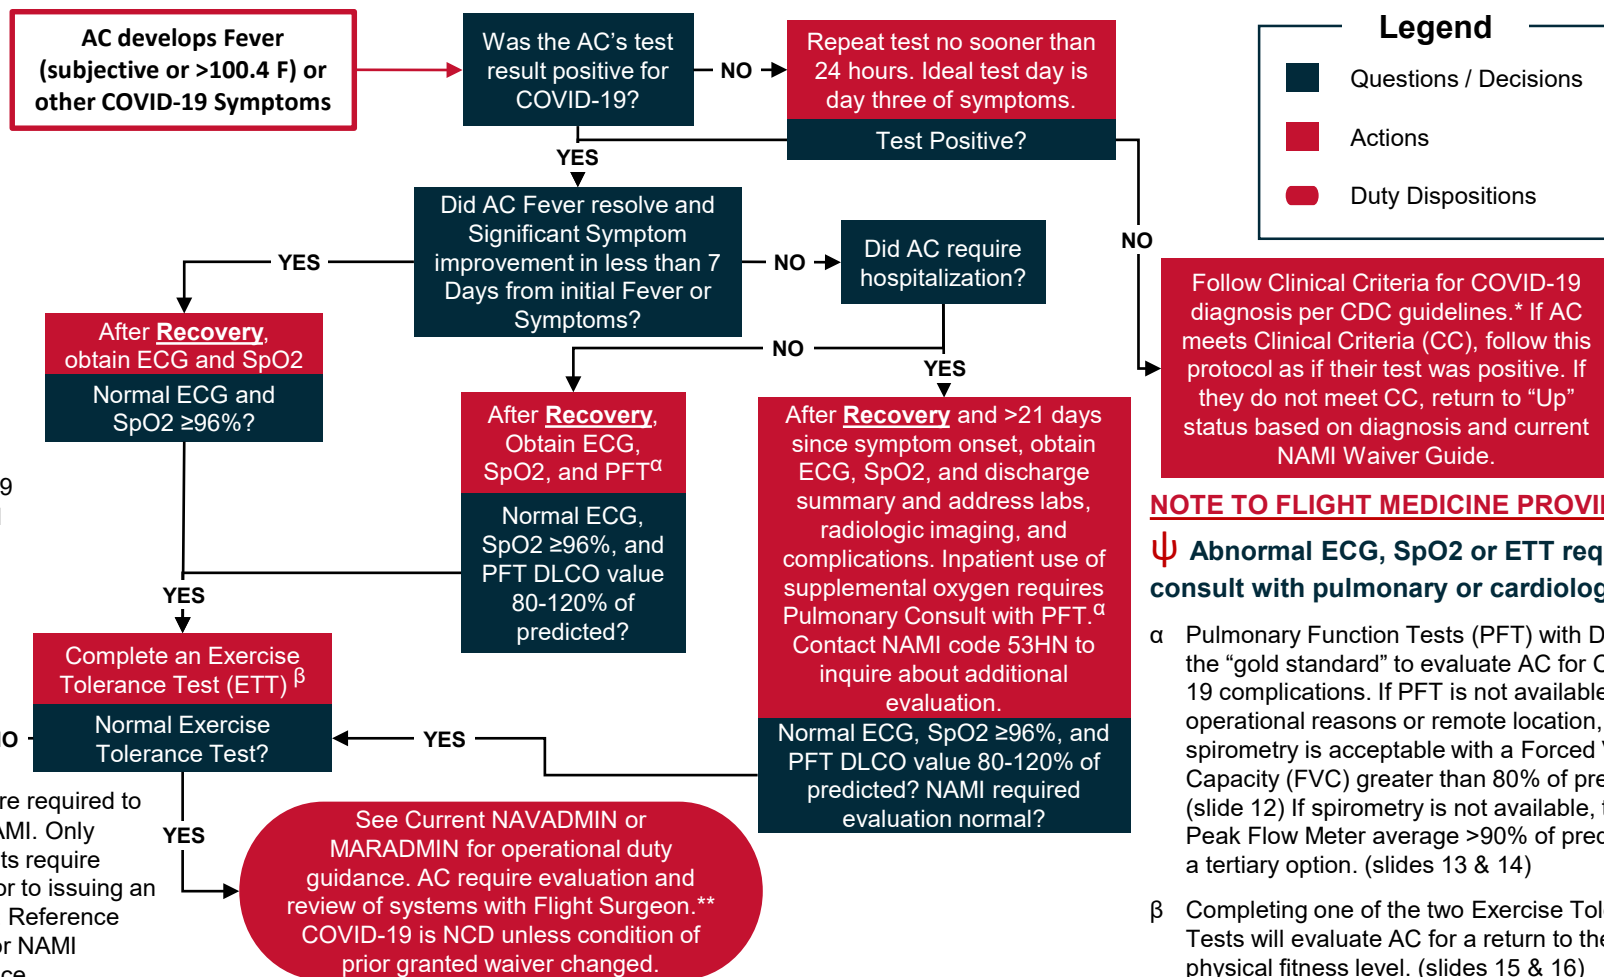 AC develops Fever
(subjective or >100.4 F) or
other COVID-19 Symptoms
Was the AC’s test
result positive for
COVID-19?
NO
Repeat test no sooner than
24 hours. Ideal test day is
day three of symptoms.
Test Positive?
Legend
Questions / Decisions
Actions
Duty Dispositions
YES
Did AC Fever resolve and
Significant Symptom
improvement in less than 7
Days from initial Fever or
Symptoms?
YES
NO
Did AC require
hospitalization?
NO
Follow Clinical Criteria for COVID-19
diagnosis per CDC guidelines.* If AC
meets Clinical Criteria (CC), follow this
protocol as if their test was positive. If
they do not meet CC, return to “Up”
status based on diagnosis and current
NAMI Waiver Guide.
After Recovery,
obtain ECG and SpO2
Normal ECG and
SpO2 ≥96%?
NO
YES
After Recovery,
Obtain ECG,
SpO2, and PFTα
Normal ECG,
SpO2 ≥96%, and
PFT DLCO value
80-120% of
predicted?
After Recovery and >21 days
since symptom onset, obtain
ECG, SpO2, and discharge
summary and address labs,
radiologic imaging, and
complications. Inpatient use of
supplemental oxygen requires
Pulmonary Consult with PFT.α
Contact NAMI code 53HN to
inquire about additional
evaluation.
Normal ECG, SpO2 ≥96%, and
PFT DLCO value 80-120% of
predicted? NAMI required
evaluation normal?
9
YES
Complete an Exercise
Tolerance Test (ETT) β
Normal Exercise
Tolerance Test?
YES
YES
See Current NAVADMIN or
MARADMIN for operational duty
guidance. AC require evaluation and
review of systems with Flight Surgeon.**
COVID-19 is NCD unless condition of
prior granted waiver changed.
required to
Only
require
to issuing an
Reference
NAMI
NOTE TO FLIGHT MEDICINE
ψ Abnormal ECG, SpO2 or ETT
consult with pulmonary or
α Pulmonary Function Tests (PFT) with
the “gold standard” to evaluate AC for
19 complications. If PFT is not available
operational reasons or remote location,
spirometry is acceptable with a Forced
Capacity (FVC) greater than 80% of
(slide 12) If spirometry is not available,
Peak Flow Meter average >90% of
a tertiary option. (slides 13 & 14)
β Completing one of the two Exercise
Tests will evaluate AC for a return to
physical fitness level. (slides 15 & 16)